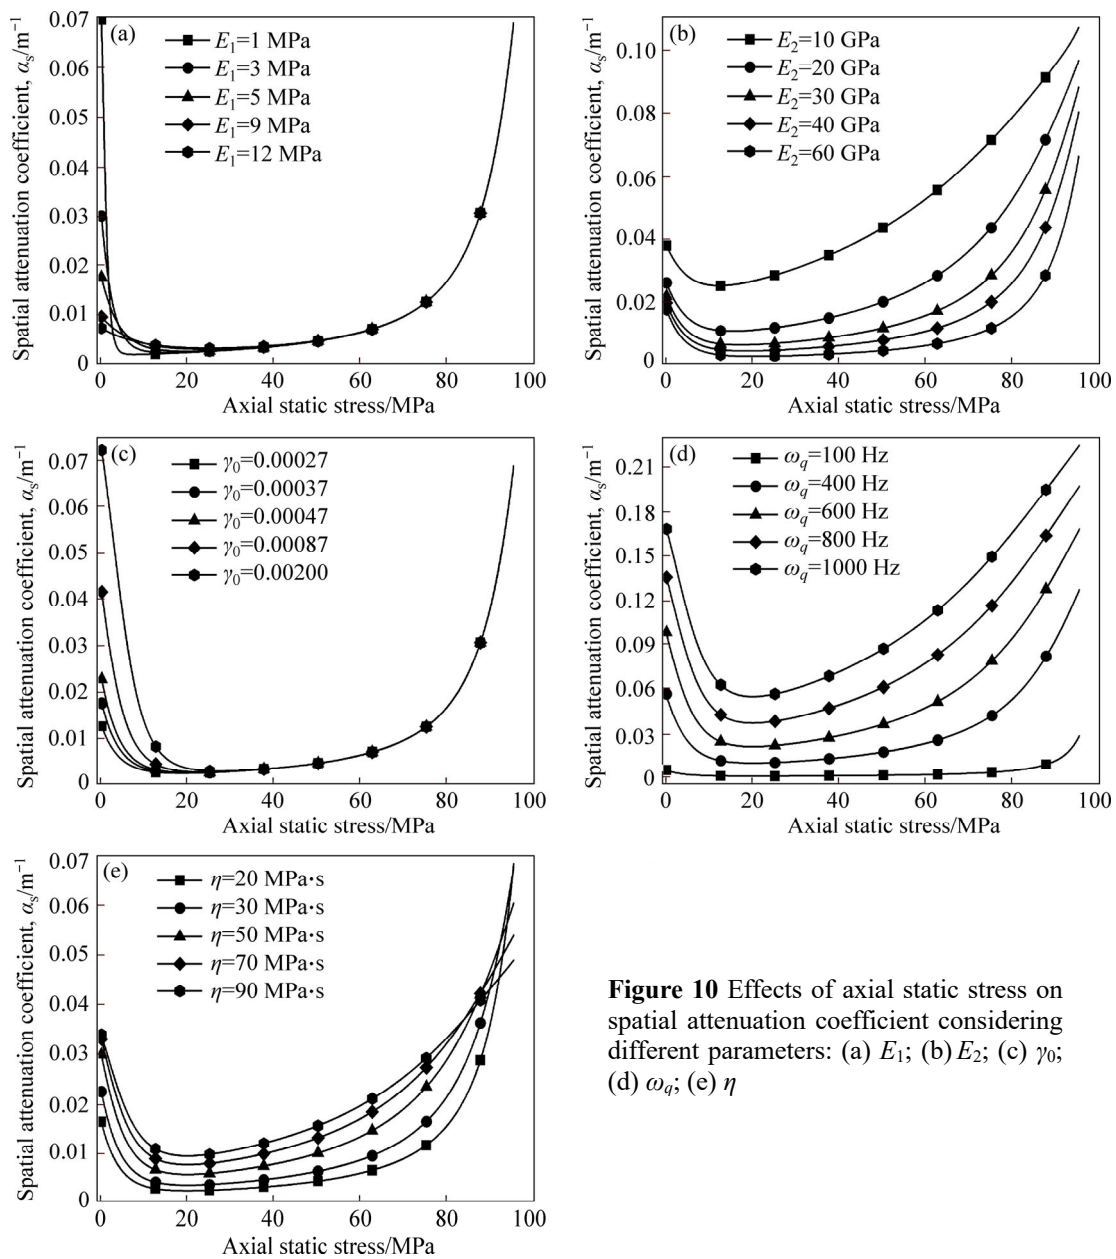 (a)
E₁=1 MPa
E₁=3 MPa
E₁=5 MPa
E₁=9 MPa
E₁=12 MPa
0.07
0.06
0.05
0.04
0.03
0.02
0.01
0
Spatial attenuation coefficient, αₛ/m⁻¹
0 20 40 60 80 100
Axial static stress/MPa
(b)
E₂=10 GPa
E₂=20 GPa
E₂=30 GPa
E₂=40 GPa
E₂=60 GPa
0.10
0.08
0.06
0.04
0.02
0
Spatial attenuation coefficient, αₛ/m⁻¹
0 20 40 60 80 100
Axial static stress/MPa
(c)
γ₀=0.00027
γ₀=0.00037
γ₀=0.00047
γ₀=0.00087
γ₀=0.00200
0.07
0.06
0.05
0.04
0.03
0.02
0.01
0
Spatial attenuation coefficient, αₛ/m⁻¹
0 20 40 60 80 100
Axial static stress/MPa
(d)
ω_q=100 Hz
ω_q=400 Hz
ω_q=600 Hz
ω_q=800 Hz
ω_q=1000 Hz
0.21
0.18
0.15
0.12
0.09
0.06
0.03
0
Spatial attenuation coefficient, αₛ/m⁻¹
0 20 40 60 80 100
Axial static stress/MPa
(e)
η=20 MPa·s
η=30 MPa·s
η=50 MPa·s
η=70 MPa·s
η=90 MPa·s
0.07
0.06
0.05
0.04
0.03
0.02
0.01
0
Spatial attenuation coefficient, αₛ/m⁻¹
0 20 40 60 80 100
Axial static stress/MPa
Figure 10 Effects of axial static stress on
spatial attenuation coefficient considering
different parameters: (a) E₁; (b) E₂; (c) γ₀;
(d) ω_q; (e) η